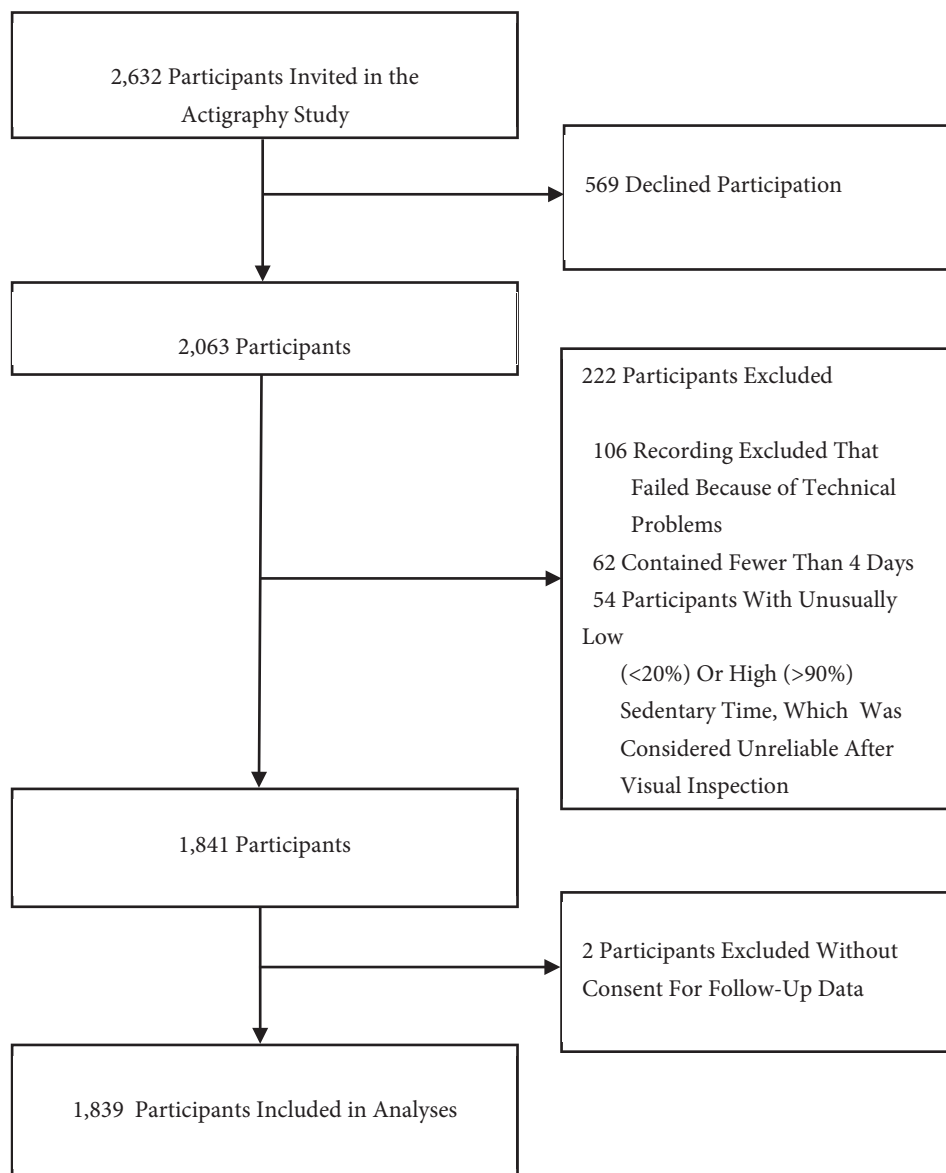 2,632 Participants Invited in the
Actigraphy Study
569 Declined Participation
2,063 Participants
222 Participants Excluded
106 Recording Excluded That
Failed Because of Technical
Problems
62 Contained Fewer Than 4 Days
54 Participants With Unusually
Low
(<20%) Or High (>90%)
Sedentary Time, Which Was
Considered Unreliable After
Visual Inspection
1,841 Participants
2 Participants Excluded Without
Consent For Follow-Up Data
1,839 Participants Included in Analyses